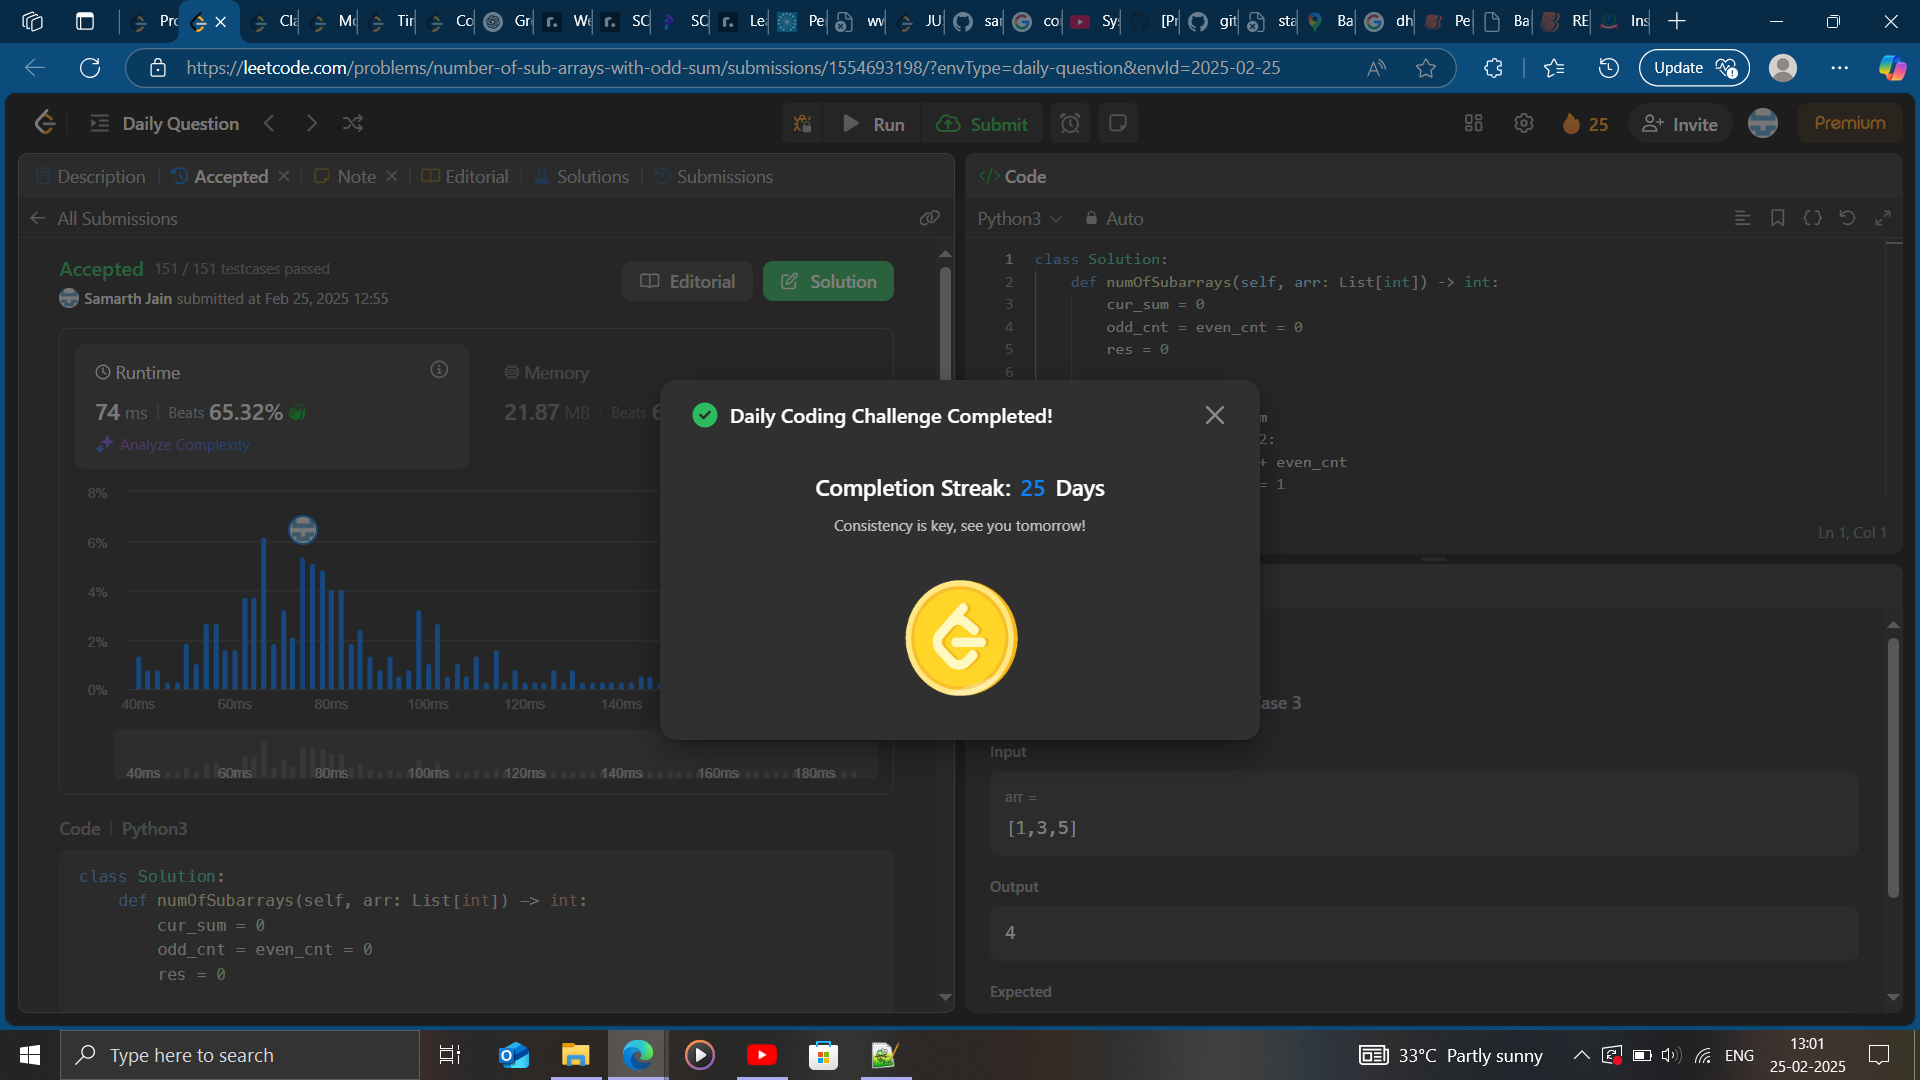 Pro
Cla
Mo
Tir
Co
Gr
We
SC
SC
Lea
Pe
wv
JU
sar
co
Sys
[Pr
git
sta
Ba
dh
Pe
Ba
RE
Ins
https://leetcode.com/problems/number-of-sub-arrays-with-odd-sum/submissions/1554693198/?envType=daily-question&envId=2025-02-25
Update
Daily Question
Run
Submit
25
Invite
Premium
Description
Accepted
Note
Editorial
Solutions
Submissions
All Submissions
Accepted 151 / 151 testcases passed
Samarth Jain submitted at Feb 25, 2025 12:55
Editorial
Solution
Runtime
74 ms
Beats 65.32%
Analyze Complexity
Memory
21.87 MB
Beats 6
8%
6%
4%
2%
0%
40ms 60ms 80ms 100ms 120ms 140ms
40ms 60ms 80ms 100ms 120ms 140ms 160ms 180ms
Code | Python3
class Solution:
def numOfSubarrays(self, arr: List[int]) -> int:
cur_sum = 0
odd_cnt = even_cnt = 0
res = 0
Daily Coding Challenge Completed!
Completion Streak: 25 Days
Consistency is key, see you tomorrow!
</> Code
Python3
Auto
1 class Solution:
2 def numOfSubarrays(self, arr: List[int]) -> int:
3 cur_sum = 0
4 odd_cnt = even_cnt = 0
5 res = 0
6
m
2:
+ even_cnt
= 1
Ln 1, Col 1
ase 3
Input
arr =
[1,3,5]
Output
4
Expected
Type here to search
33°C Partly sunny
ENG
13:01
25-02-2025